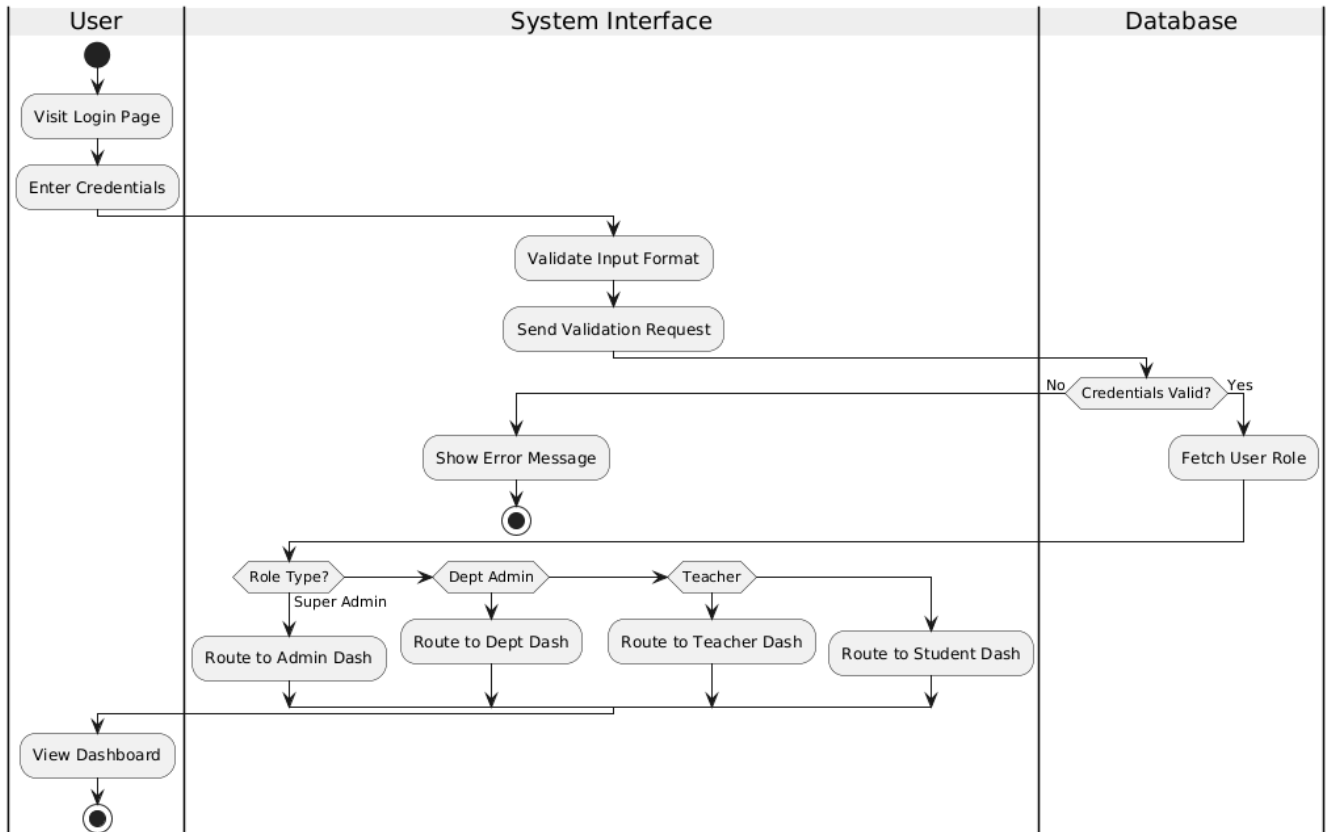 User
System Interface
Database
Visit Login Page
Enter Credentials
Validate Input Format
Send Validation Request
No
Credentials Valid?
Yes
Show Error Message
Fetch User Role
Role Type?
Dept Admin
Teacher
Super Admin
Route to Admin Dash
Route to Dept Dash
Route to Teacher Dash
Route to Student Dash
View Dashboard